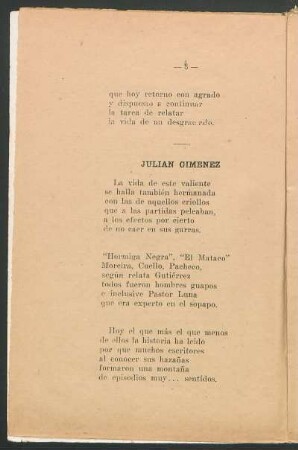 — 5 —
que hoy retorno con agrado
y dispuesto a continuar
la tarea de relatar
la vida de un desgraciado.
JULIAN GIMENEZ
La vida de este valiente
se halla también hermanada
con las de aquellos criollos
que a las partidas peleaban,
a los efectos por cierto
de no caer en sus garras.
"Hormiga Negra", "El Mataco"
Moreira, Cuello, Pacheco,
según relata Gutiérrez
todos fueron hombres guapos
e inclusive Pastor Luna
que era experto en el sopapo.
Hoy el que más el que menos
de ellos la historia ha leído
por que muchos escritores
al conocer sus hazañas
formaron una montaña
de episodios muy.... sentidos.